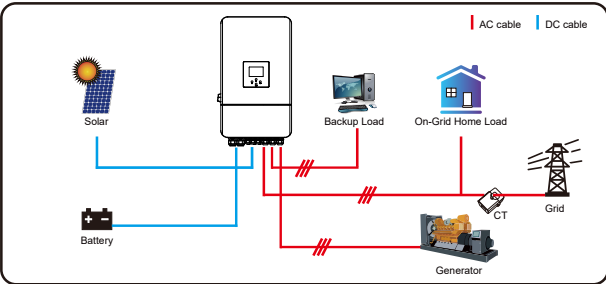 AC cable
DC cable
Solar
Backup Load
On-Grid Home Load
CT
Grid
Battery
Generator